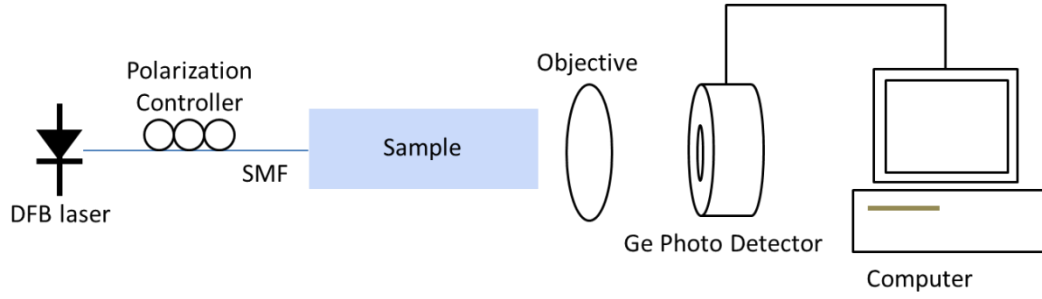 Polarization
Controller
Objective
Sample
SMF
DFB laser
Ge Photo Detector
Computer